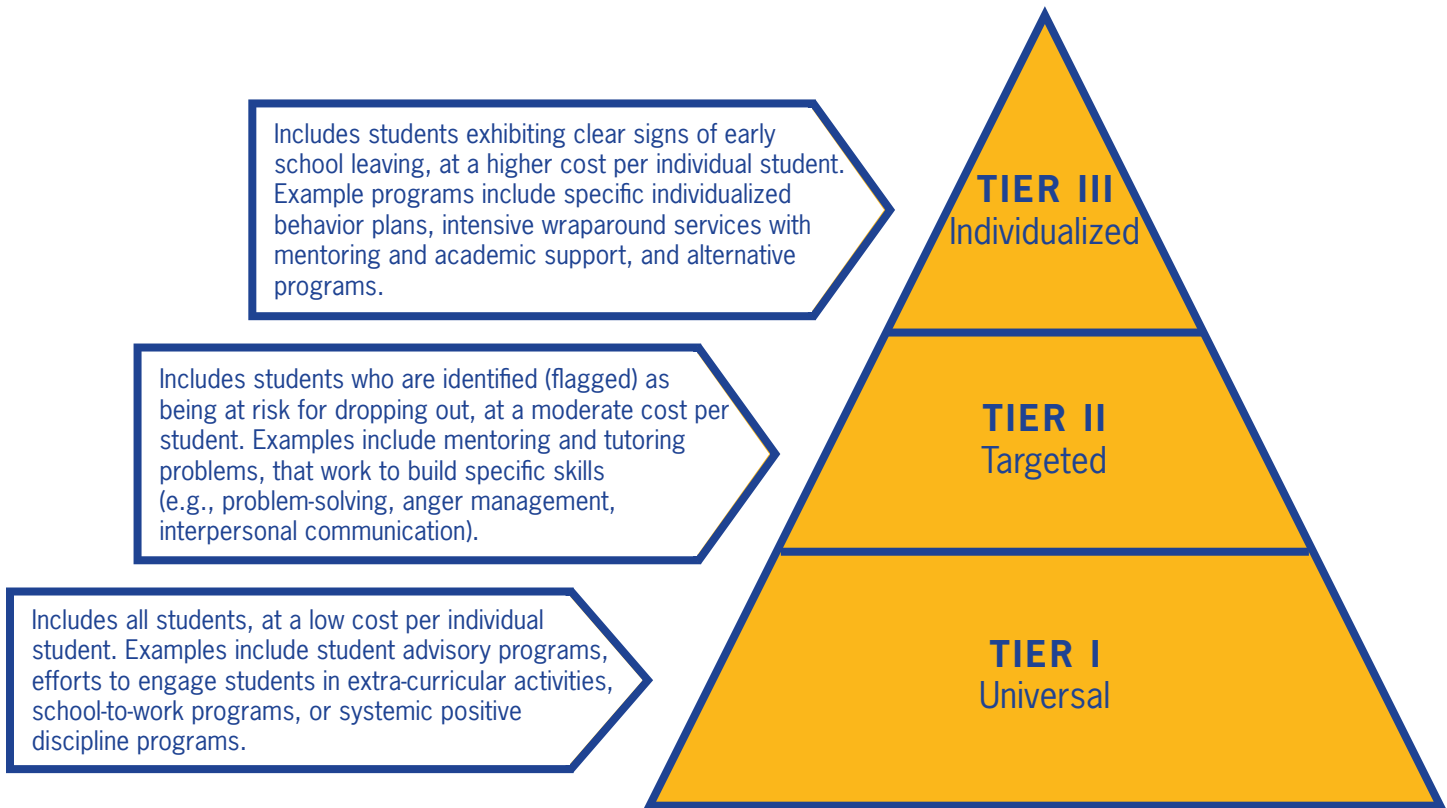 Includes students exhibiting clear signs of early
school leaving, at a higher cost per individual student.
Example programs include specific individualized
behavior plans, intensive wraparound services with
mentoring and academic support, and alternative
programs.
TIER III
Individualized
Includes students who are identified (flagged) as
being at risk for dropping out, at a moderate cost per
student. Examples include mentoring and tutoring
problems, that work to build specific skills
(e.g., problem-solving, anger management,
interpersonal communication).
TIER II
Targeted
Includes all students, at a low cost per individual
student. Examples include student advisory programs,
efforts to engage students in extra-curricular activities,
school-to-work programs, or systemic positive
discipline programs.
TIER I
Universal